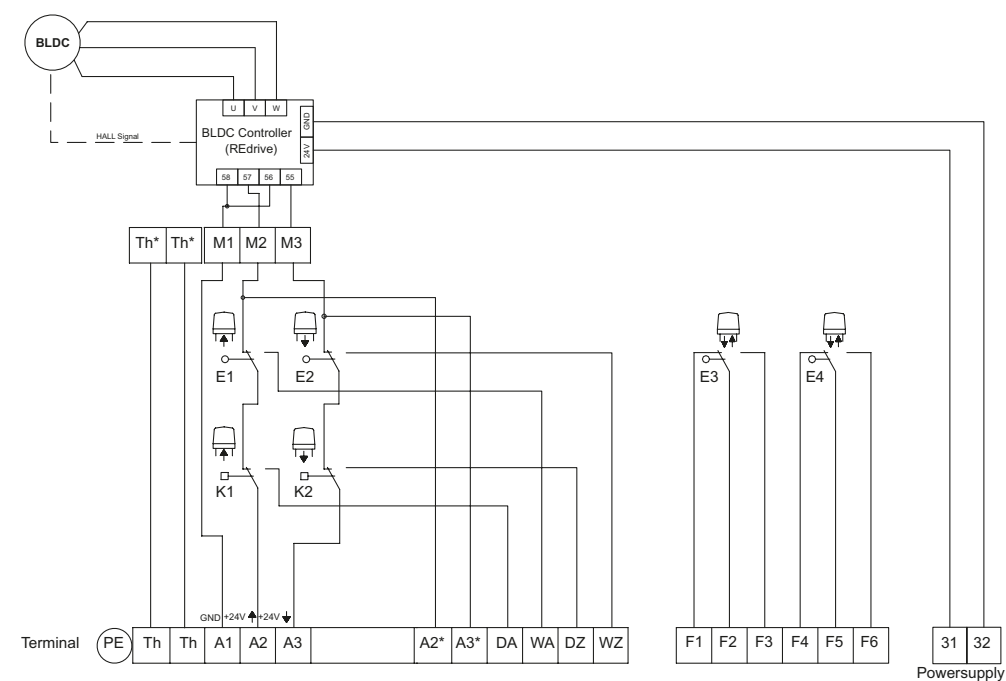 BLDC
U V W
GND
HALL Signal
BLDC Controller
(REdrive)
24V
58 57 56 55
Th* Th* M1 M2 M3
E1 E2 E3 E4
K1 K2
GND +24V +24V
Terminal PE Th Th A1 A2 A3 A2* A3* DA WA DZ WZ F1 F2 F3 F4 F5 F6 31 32
Powersupply